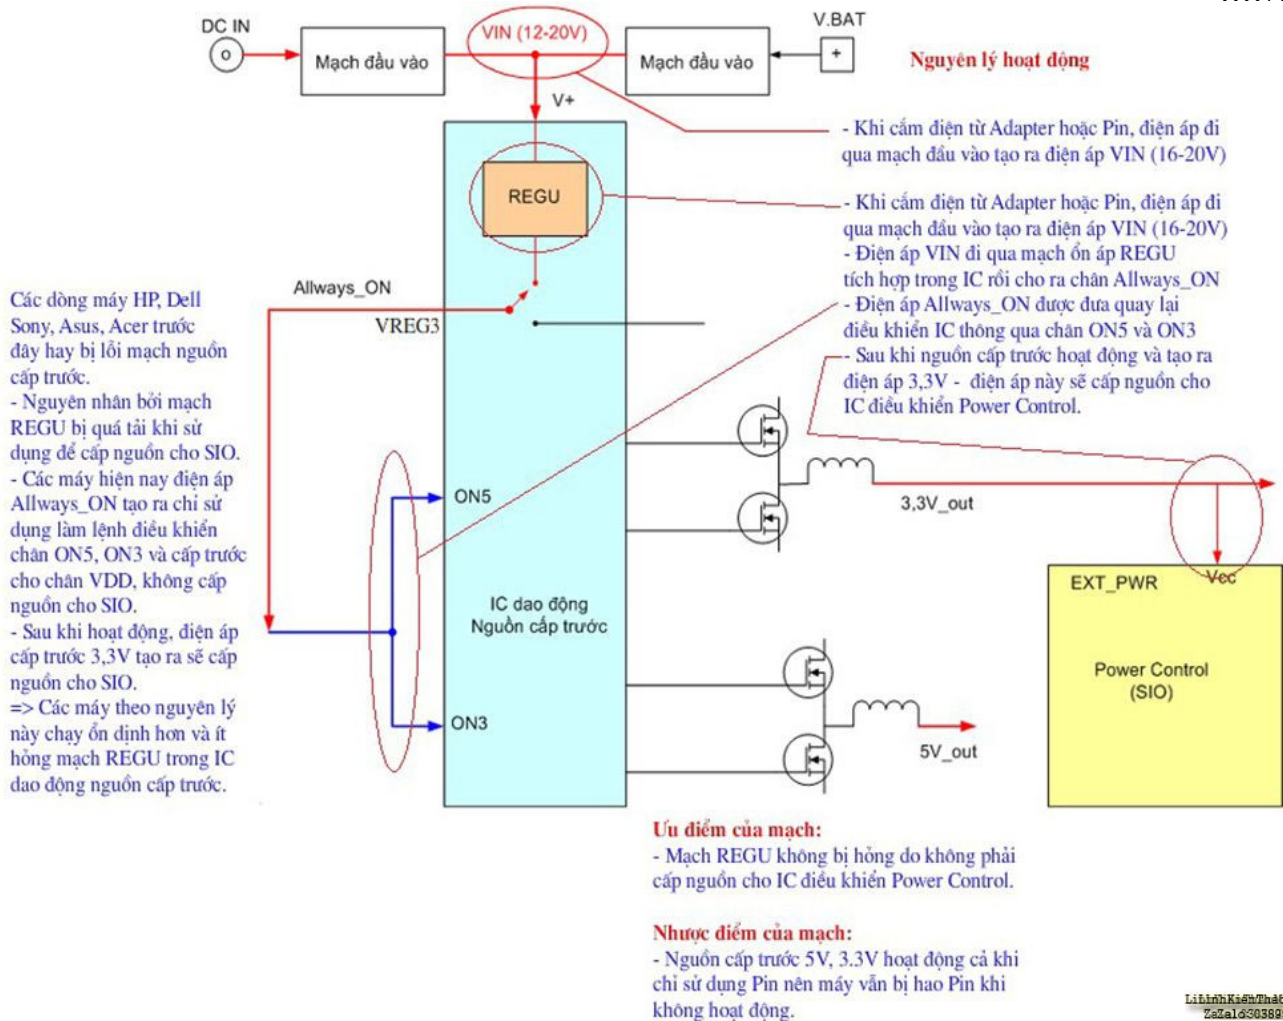 DC IN
VIN (12-20V)
V.BAT
Mạch đầu vào
Mạch đầu vào
+
Nguyên lý hoạt động
V+
- Khi cắm điện từ Adapter hoặc Pin, điện áp đi
qua mạch đầu vào tạo ra điện áp VIN (16-20V)
REGU
- Khi cắm điện từ Adapter hoặc Pin, điện áp đi
qua mạch đầu vào tạo ra điện áp VIN (16-20V)
- Điện áp VIN đi qua mạch ổn áp REGU
tích hợp trong IC rồi cho ra chân Allways_ON
- Điện áp Allways_ON được đưa quay lại
điều khiển IC thông qua chân ON5 và ON3
- Sau khi nguồn cấp trước hoạt động và tạo ra
điện áp 3,3V - điện áp này sẽ cấp nguồn cho
IC điều khiển Power Control.
Allways_ON
VREG3
Các dòng máy HP, Dell
Sony, Asus, Acer trước
đây hay bị lỗi mạch nguồn
cấp trước.
- Nguyên nhân bởi mạch
REGU bị quá tải khi sử
dụng để cấp nguồn cho SIO.
- Các máy hiện nay điện áp
Allways_ON tạo ra chỉ sử
dụng làm lệnh điều khiển
chân ON5, ON3 và cấp trước
cho chân VDD, không cấp
nguồn cho SIO.
- Sau khi hoạt động, điện áp
cấp trước 3,3V tạo ra sẽ cấp
nguồn cho SIO.
=> Các máy theo nguyên lý
này chạy ổn dịnh hơn và ít
hỏng mạch REGU trong IC
dao động nguồn cấp trước.
ON5
IC dao động
Nguồn cấp trước
ON3
3,3V_out
5V_out
EXT_PWR
Vcc
Power Control
(SIO)
Ưu điểm của mạch:
- Mạch REGU không bị hỏng do không phải
cấp nguồn cho IC điều khiển Power Control.
Nhược điểm của mạch:
- Nguồn cấp trước 5V, 3.3V hoạt động cả khi
chỉ sử dụng Pin nên máy vẫn bị hao Pin khi
không hoạt động.